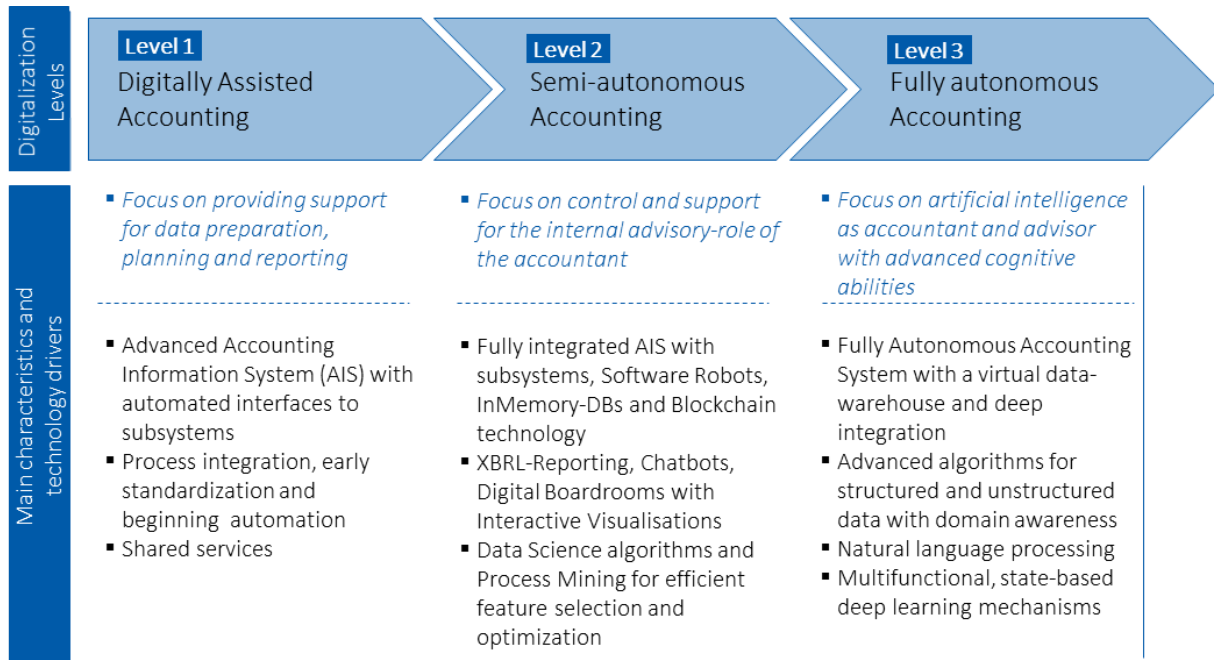 Digitalization
Levels
Level 1
Digitally Assisted
Accounting
Level 2
Semi-autonomous
Accounting
Level 3
Fully autonomous
Accounting
Main characteristics and
technology drivers
▪ Focus on providing support
for data preparation,
planning and reporting
▪ Advanced Accounting
Information System (AIS) with
automated interfaces to
subsystems
▪ Process integration, early
standardization and
beginning automation
▪ Shared services
▪ Focus on control and support
for the internal advisory-role of
the accountant
▪ Fully integrated AIS with
subsystems, Software Robots,
InMemory-DBs and Blockchain
technology
▪ XBRL-Reporting, Chatbots,
Digital Boardrooms with
Interactive Visualisations
▪ Data Science algorithms and
Process Mining for efficient
feature selection and
optimization
▪ Focus on artificial intelligence
as accountant and advisor
with advanced cognitive
abilities
▪ Fully Autonomous Accounting
System with a virtual data-
warehouse and deep
integration
▪ Advanced algorithms for
structured and unstructured
data with domain awareness
▪ Natural language processing
▪ Multifunctional, state-based
deep learning mechanisms